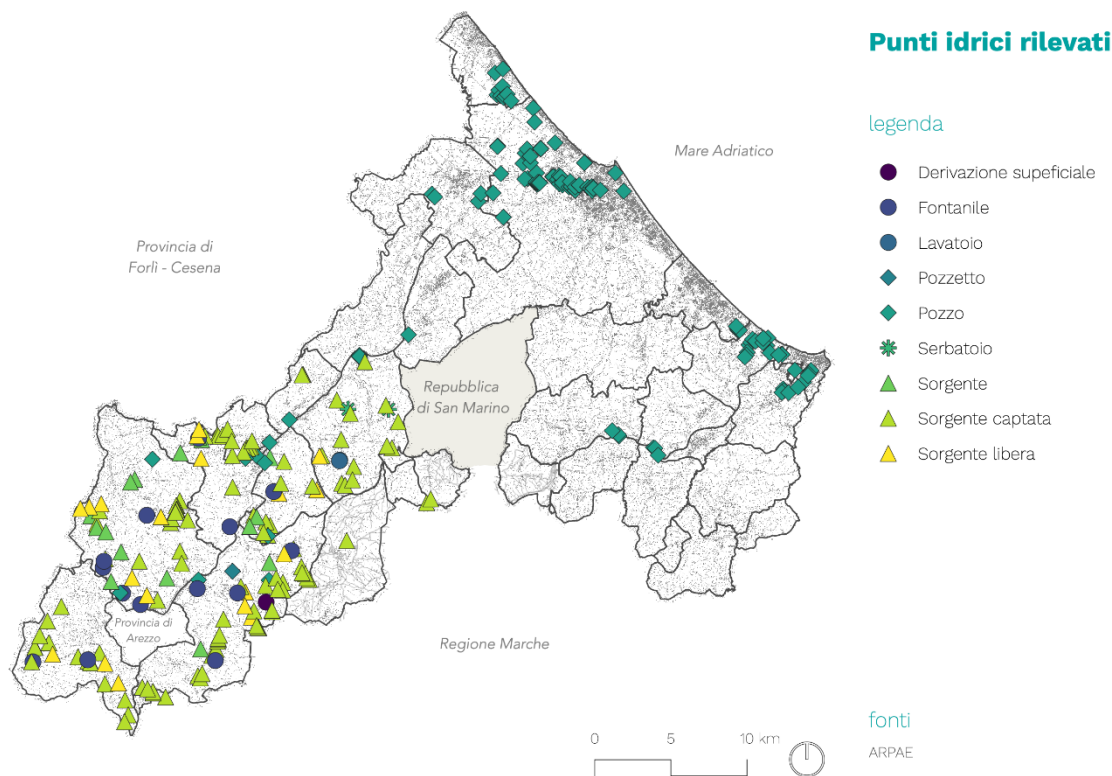 Punti idrici rilevati
legenda
Derivazione supeficiale
Fontanile
Lavatoio
Pozzetto
Pozzo
Serbatoio
Sorgente
Sorgente captata
Sorgente libera
Mare Adriatico
Provincia di
Forlì - Cesena
Repubblica
di San Marino
Provincia di
Arezzo
Regione Marche
0 5 10 km
fonti
ARPAE